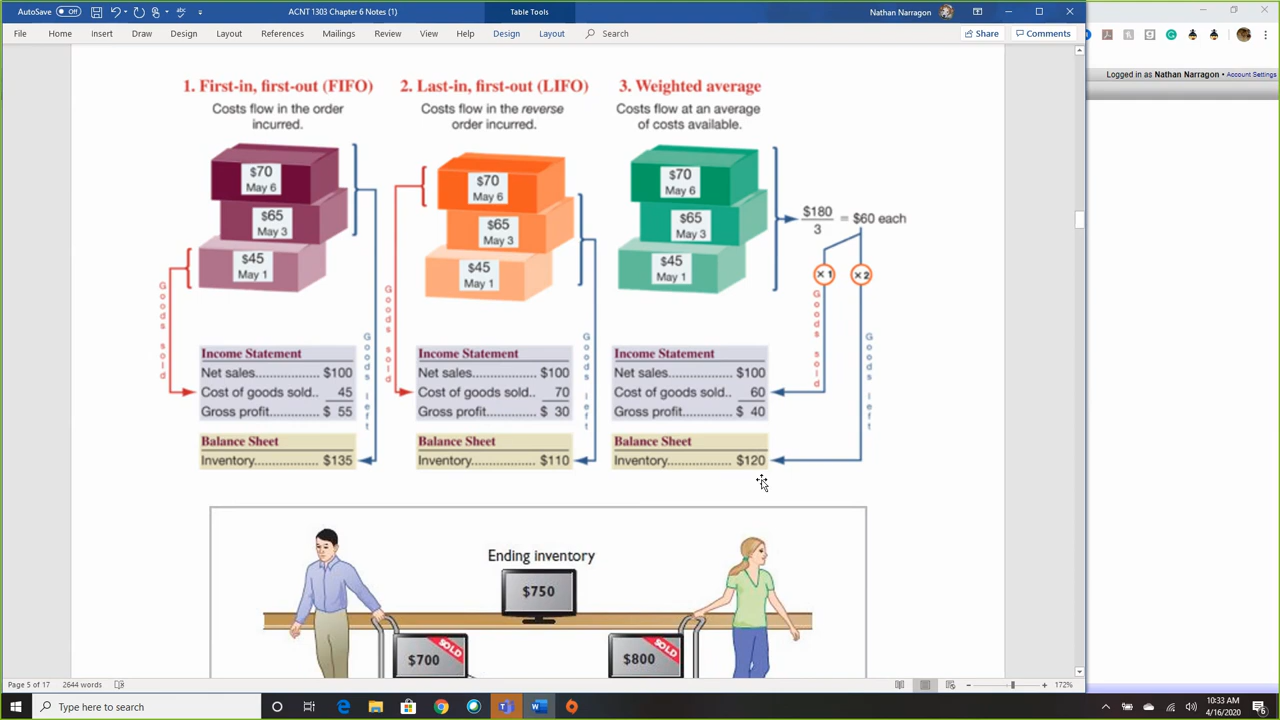 AutoSave Off
ACNT 1303 Chapter 6 Notes (1)
Table Tools
Nathan Narragon
File Home Insert Draw Design Layout References Mailings Review View Help Design Layout Search Share Comments
Logged in as Nathan Narragon • Account Settings
1. First-in, first-out (FIFO)
Costs flow in the order
incurred.
$70
May 6
$65
May 3
$45
May 1
Goods sold
Goods left
Income Statement
Net sales............... $100
Cost of goods sold.. 45
Gross profit........... $ 55
Balance Sheet
Inventory................. $135
2. Last-in, first-out (LIFO)
Costs flow in the reverse
order incurred.
$70
May 6
$65
May 3
$45
May 1
Goods sold
Goods left
Income Statement
Net sales............... $100
Cost of goods sold.. 70
Gross profit........... $ 30
Balance Sheet
Inventory................. $110
3. Weighted average
Costs flow at an average
of costs available.
$70
May 6
$65
May 3
$45
May 1
$180
3
= $60 each
×1
×2
Goods sold
Goods left
Income Statement
Net sales............... $100
Cost of goods sold.. 60
Gross profit........... $ 40
Balance Sheet
Inventory................. $120
Ending inventory
$750
SOLD
$700
SOLD
$800
Page 5 of 17 2644 words
172%
Type here to search
10:33 AM
4/16/2020
6